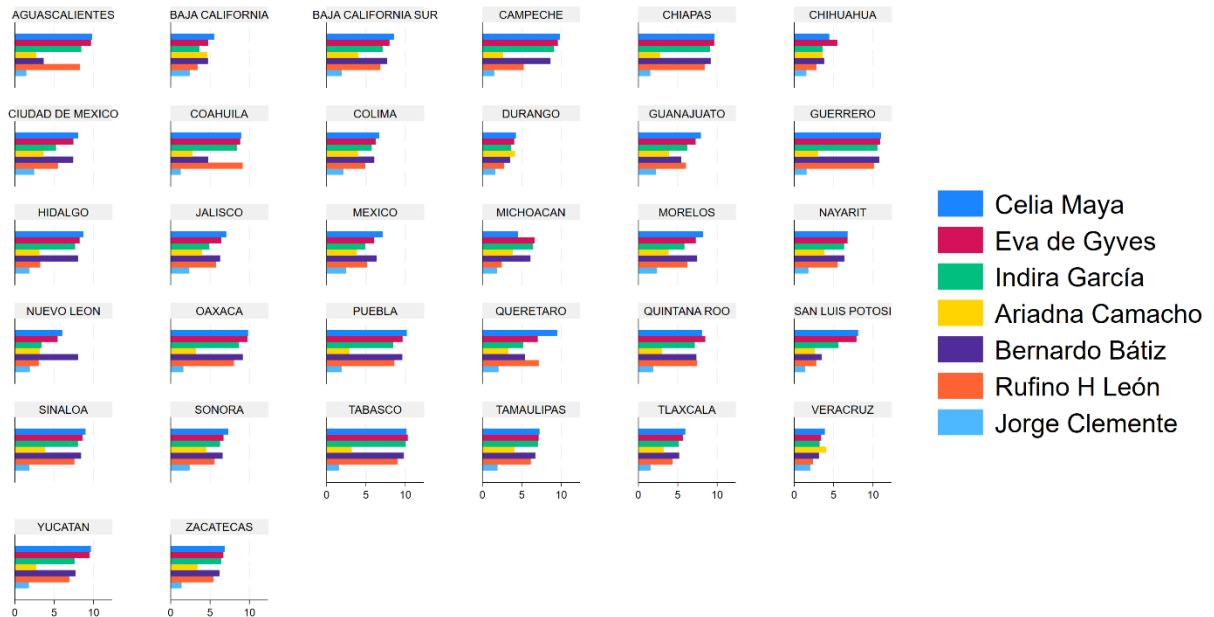 AGUASCALIENTES
BAJA CALIFORNIA
BAJA CALIFORNIA SUR
CAMPECHE
CHIAPAS
CHIHUAHUA
CIUDAD DE MEXICO
COAHUILA
COLIMA
DURANGO
GUANAJUATO
GUERRERO
HIDALGO
JALISCO
MEXICO
MICHOACAN
MORELOS
NAYARIT
NUEVO LEON
OAXACA
PUEBLA
QUERETARO
QUINTANA ROO
SAN LUIS POTOSI
SINALOA
SONORA
TABASCO
TAMAULIPAS
TLAXCALA
VERACRUZ
0 5 10
0 5 10
0 5 10
0 5 10
YUCATAN
ZACATECAS
0 5 10
0 5 10
Celia Maya
Eva de Gyves
Indira García
Ariadna Camacho
Bernardo Bátiz
Rufino H León
Jorge Clemente